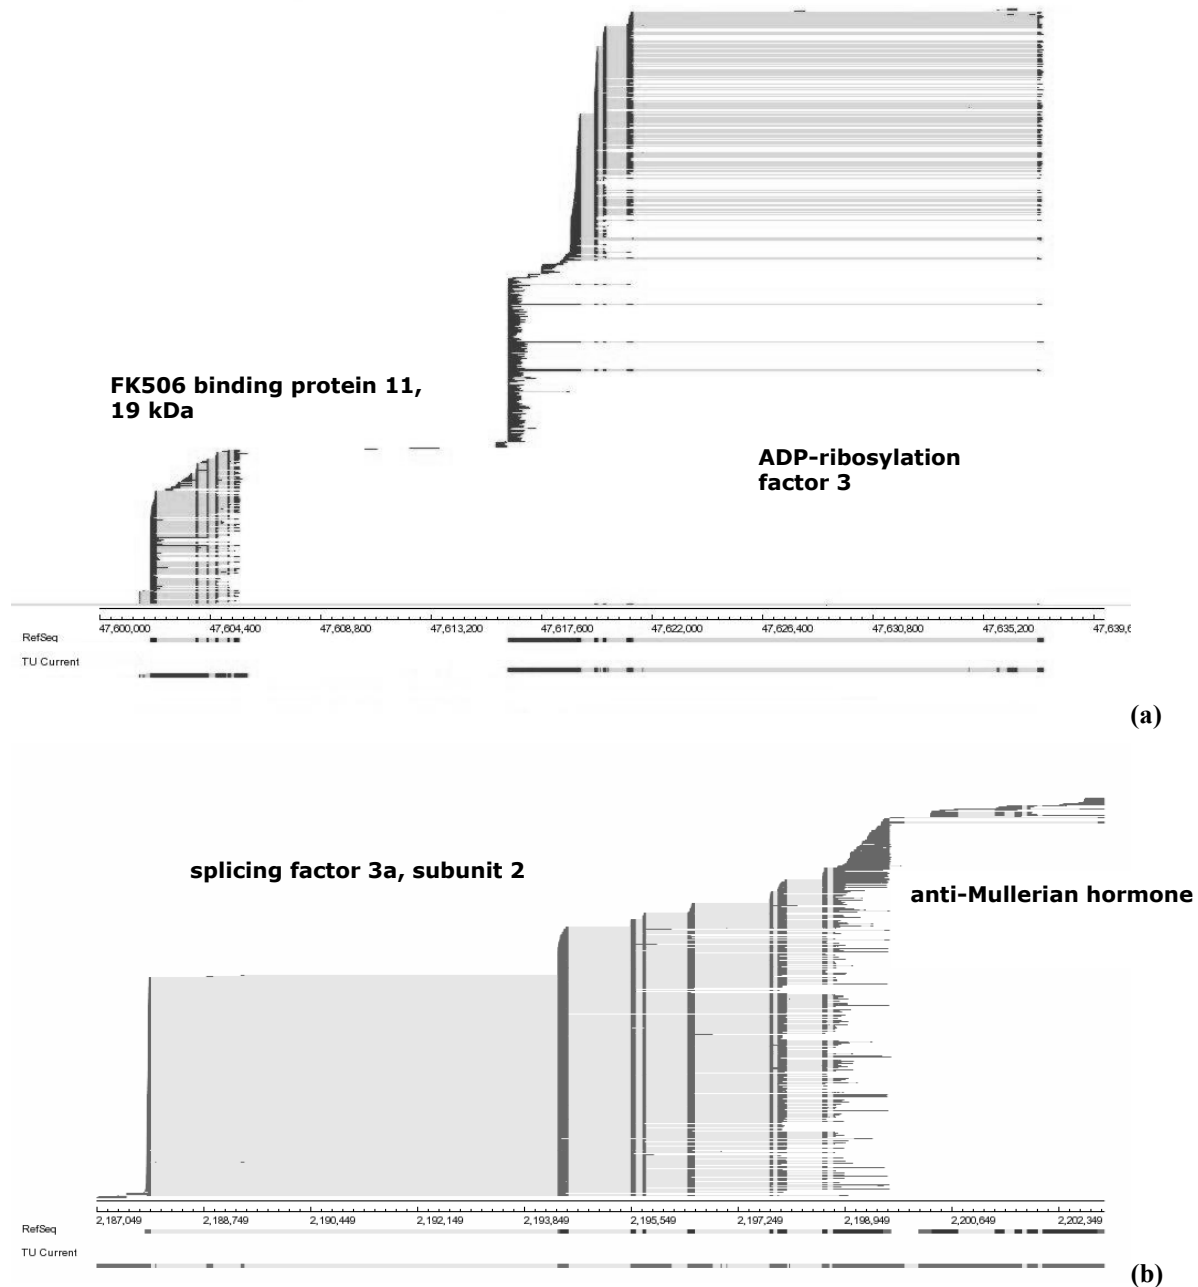 FK506 binding protein 11,
19 kDa
ADP-ribosylation
factor 3
47,600,000 47,604,400 47,608,800 47,613,200 47,617,600 47,622,000 47,626,400 47,630,800 47,635,200 47,639,6
RefSeq
TU Current
(a)
splicing factor 3a, subunit 2
anti-Mullerian hormone
2,187,049 2,188,749 2,190,449 2,192,149 2,193,849 2,195,549 2,197,249 2,198,949 2,200,649 2,202,349
RefSeq
TU Current
(b)